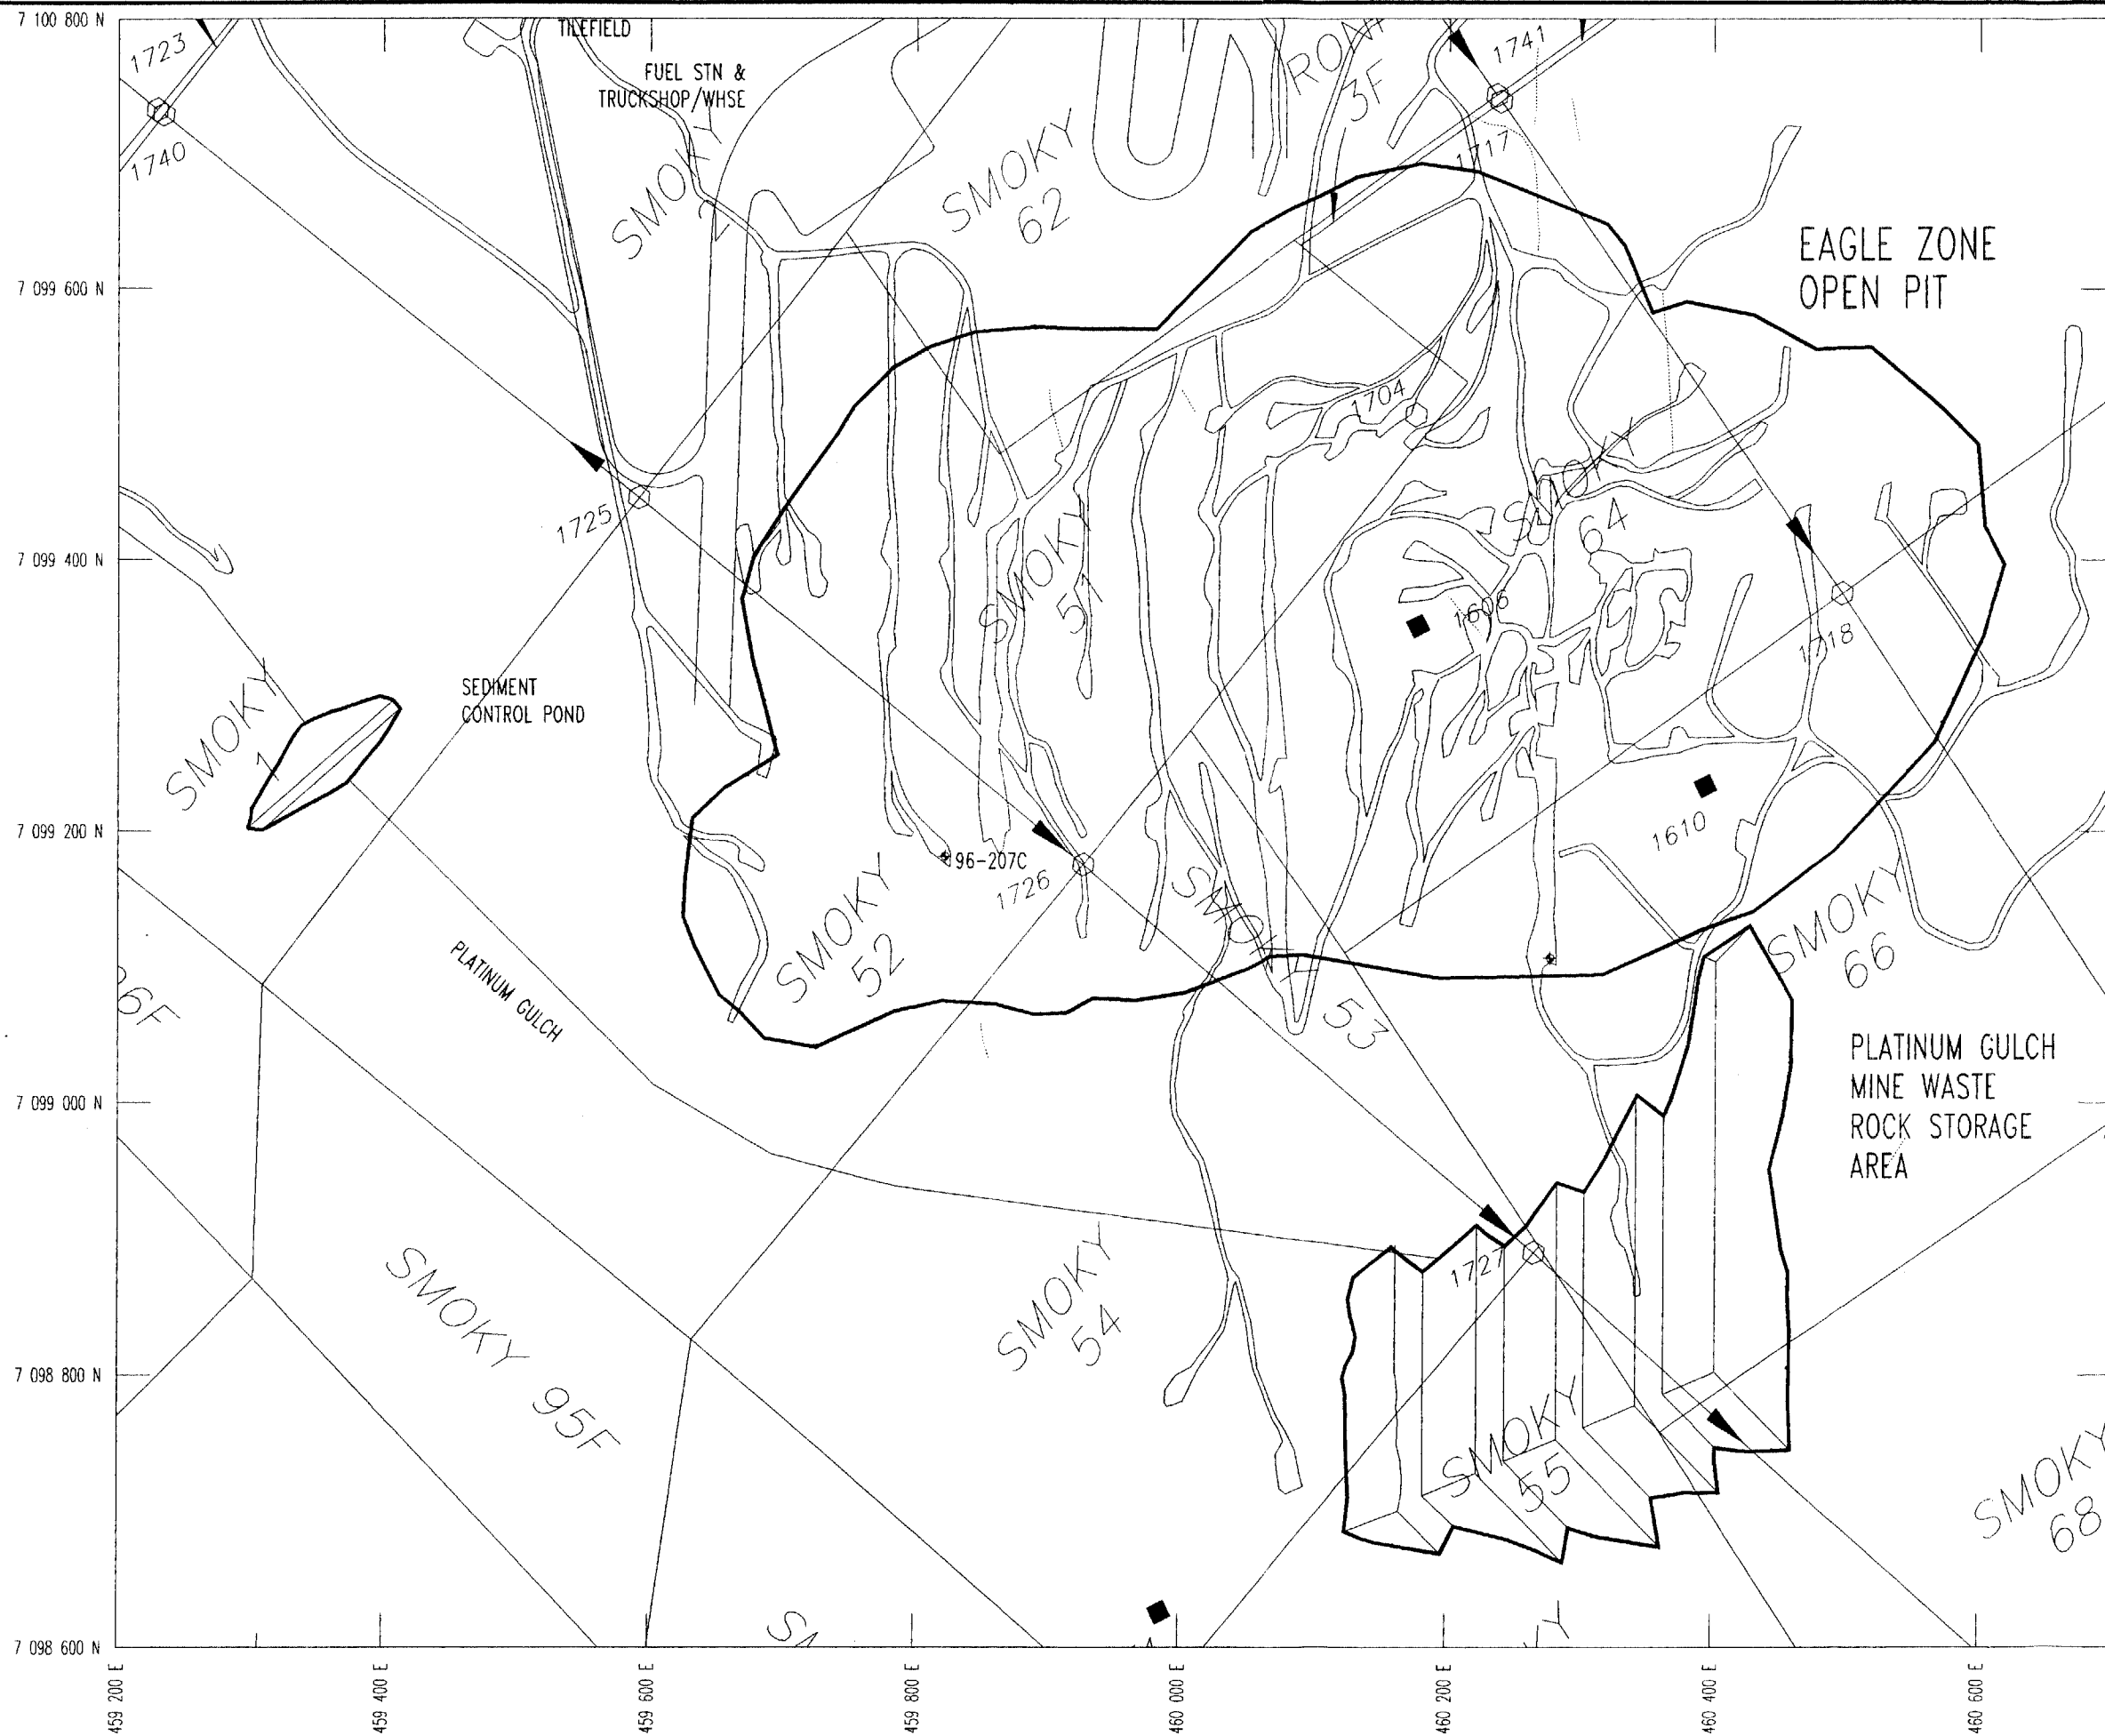 7 100 800 N
TILEFIELD
1723
FUEL STN &
TRUCKSHOP/WHSE
1741
3F
1740
1717
SMOKY
2
SMOKY
62
EAGLE ZONE
OPEN PIT
7 099 600 N
1704
1725
SMOKY
64
7 099 400 N
SMOKY
51
1606
1718
SMOKY
1
SEDIMENT
CONTROL POND
7 099 200 N
96-207C
1726
1610
SMOKY
52
SMOKY
53
SMOKY
66
PLATINUM GULCH
6F
7 099 000 N
PLATINUM GULCH
MINE WASTE
ROCK STORAGE
AREA
1727
SMOKY
54
SMOKY 95F
7 098 800 N
SMOKY
55
SMOKY
68
7 098 600 N
459 200 E
459 400 E
459 600 E
459 800 E
460 000 E
460 200 E
460 400 E
460 600 E